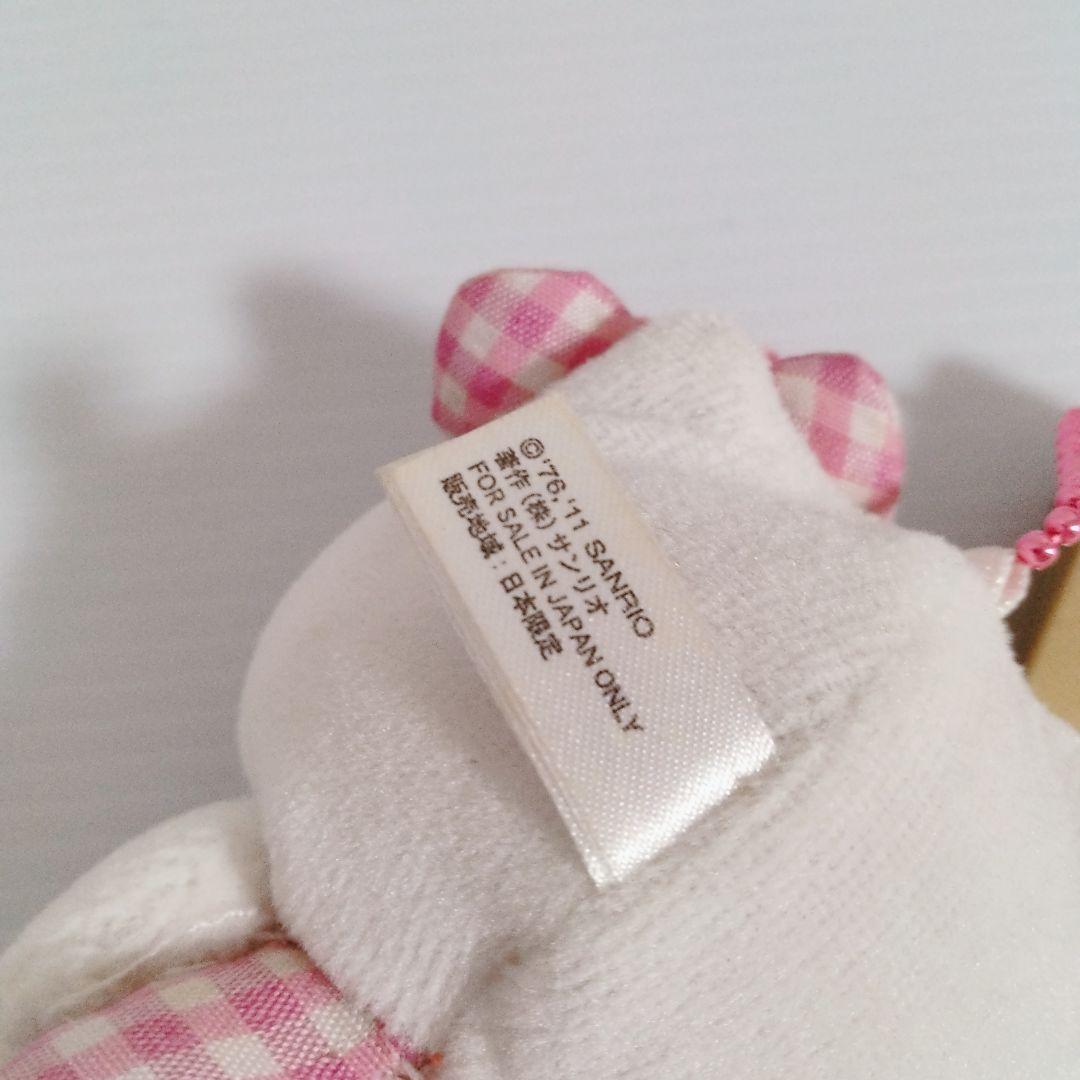 © '76, '11 SANRIO
著作 (株) サンリオ
FOR SALE IN JAPAN ONLY
販売地域：日本限定